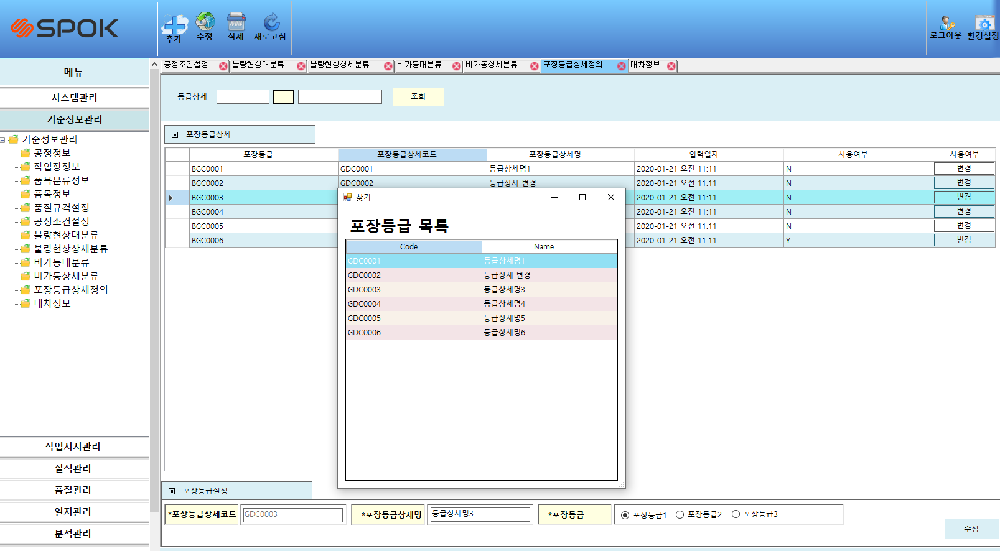 SPOK
추가
수정
삭제
새로고침
로그아웃
환경설정
메뉴
시스템관리
기준정보관리
기준정보관리
공정정보
작업장정보
품목분류정보
품목정보
품질규격설정
공정조건설정
불량현상대분류
불량현상상세분류
비가동대분류
비가동상세분류
포장등급상세정의
대차정보
작업지시관리
실적관리
품질관리
일지관리
분석관리
공정조건설정 불량현상대분류 불량현상상세분류 비가동대분류 비가동상세분류 포장등급상세정의 대차정보
등급상세 ... 조회
포장등급상세
포장등급 포장등급상세코드 포장등급상세명 입력일자 사용여부 사용여부
BGC0001 GDC0001 등급상세명1 2020-01-21 오전 11:11 N 변경
BGC0002 GDC0002 등급상세 변경 2020-01-21 오전 11:11 N 변경
BGC0003 2020-01-21 오전 11:11 N 변경
BGC0004 2020-01-21 오전 11:11 N 변경
BGC0005 2020-01-21 오전 11:11 N 변경
BGC0006 2020-01-21 오전 11:11 Y 변경
찾기
포장등급 목록
Code Name
GDC0001 등급상세명1
GDC0002 등급상세 변경
GDC0003 등급상세명3
GDC0004 등급상세명4
GDC0005 등급상세명5
GDC0006 등급상세명6
포장등급설정
*포장등급상세코드 GDC0003 *포장등급상세명 등급상세명3 *포장등급 포장등급1 포장등급2 포장등급3
수정